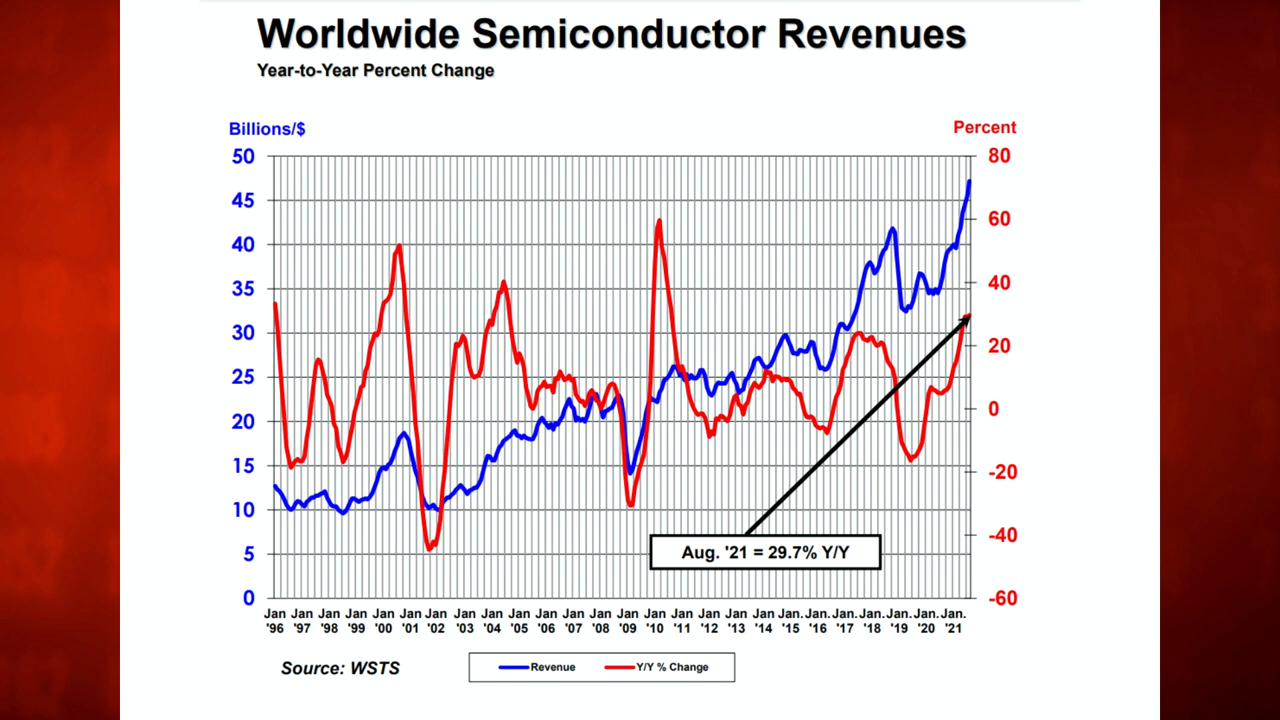 Worldwide Semiconductor Revenues
Year-to-Year Percent Change
Billions/$
Percent
50
45
40
35
30
25
20
15
10
5
0
80
60
40
20
0
-20
-40
-60
Aug. '21 = 29.7% Y/Y
Jan Jan Jan Jan Jan Jan Jan Jan Jan Jan Jan Jan Jan Jan Jan Jan Jan Jan Jan Jan. Jan. Jan. Jan. Jan. Jan. Jan.
'96 '97 '98 '99 '00 '01 '02 '03 '04 '05 '06 '07 '08 '09 '10 '11 '12 '13 '14 '15 '16 '17 '18 '19 '20 '21
Source: WSTS
Revenue Y/Y % Change